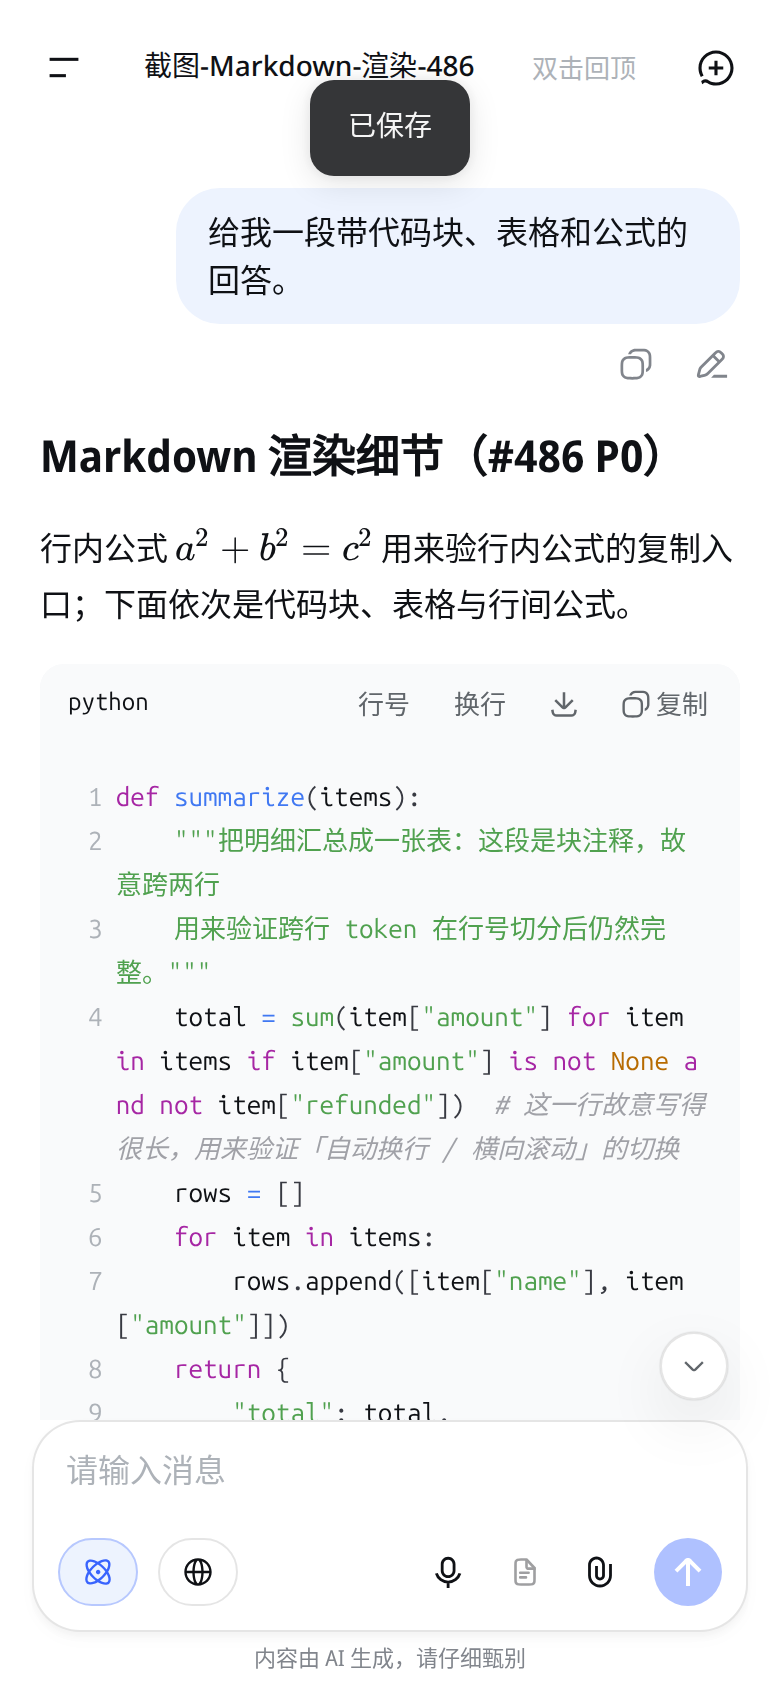 截图-Markdown-渲染-486
双击回顶
已保存
给我一段带代码块、表格和公式的
回答。
Markdown 渲染细节（#486 P0）
行内公式 a² + b² = c² 用来验行内公式的复制入
口；下面依次是代码块、表格与行间公式。
python 行号 换行 复制
1 def summarize(items):
2     """把明细汇总成一张表：这段是块注释，故
意跨两行
3     用来验证跨行 token 在行号切分后仍然完
整。"""
4     total = sum(item["amount"] for item
in items if item["amount"] is not None a
nd not item["refunded"])  # 这一行故意写得
很长，用来验证「自动换行 / 横向滚动」的切换
5     rows = []
6     for item in items:
7         rows.append([item["name"], item
["amount"]])
8     return {
9         "total": total,
请输入消息
内容由 AI 生成，请仔细甄别